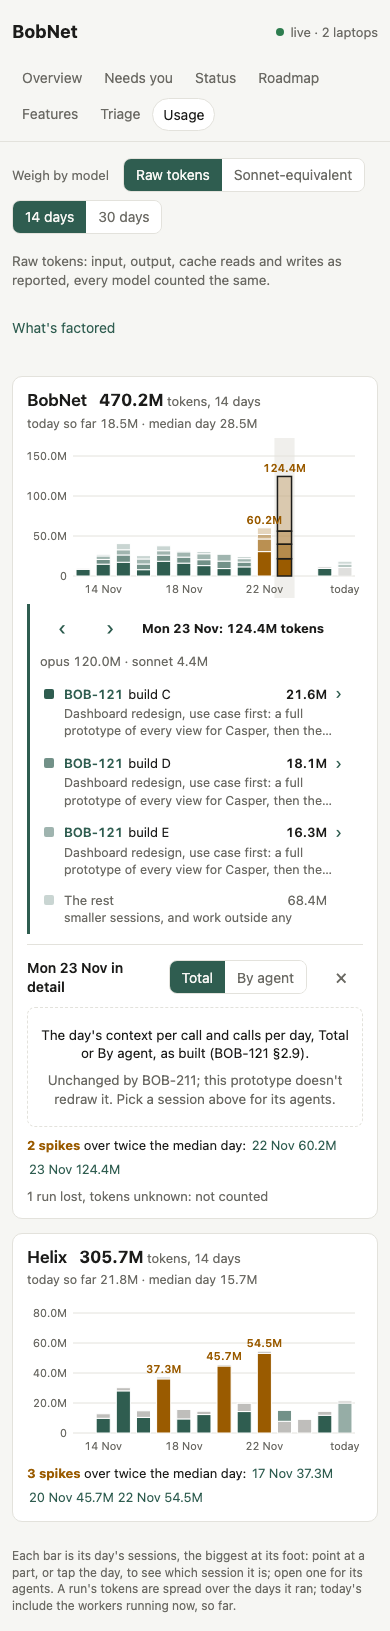 BobNet
live · 2 laptops
Overview Needs you Status Roadmap
Features Triage Usage
Weigh by model Raw tokens Sonnet-equivalent
14 days 30 days
Raw tokens: input, output, cache reads and writes as
reported, every model counted the same.
What's factored
BobNet 470.2M tokens, 14 days
today so far 18.5M · median day 28.5M
150.0M
124.4M
100.0M
60.2M
50.0M
0
14 Nov 18 Nov 22 Nov today
‹ › Mon 23 Nov: 124.4M tokens
opus 120.0M · sonnet 4.4M
BOB-121 build C 21.6M ›
Dashboard redesign, use case first: a full
prototype of every view for Casper, then the…
BOB-121 build D 18.1M ›
Dashboard redesign, use case first: a full
prototype of every view for Casper, then the…
BOB-121 build E 16.3M ›
Dashboard redesign, use case first: a full
prototype of every view for Casper, then the…
The rest 68.4M
smaller sessions, and work outside any
Mon 23 Nov in
detail
Total By agent ×
The day's context per call and calls per day, Total
or By agent, as built (BOB-121 §2.9).
Unchanged by BOB-211; this prototype doesn't
redraw it. Pick a session above for its agents.
2 spikes over twice the median day: 22 Nov 60.2M
23 Nov 124.4M
1 run lost, tokens unknown: not counted
Helix 305.7M tokens, 14 days
today so far 21.8M · median day 15.7M
80.0M
60.0M
54.5M
45.7M
40.0M
37.3M
20.0M
0
14 Nov 18 Nov 22 Nov today
3 spikes over twice the median day: 17 Nov 37.3M
20 Nov 45.7M 22 Nov 54.5M
Each bar is its day's sessions, the biggest at its foot: point at a
part, or tap the day, to see which session it is; open one for its
agents. A run's tokens are spread over the days it ran; today's
include the workers running now, so far.